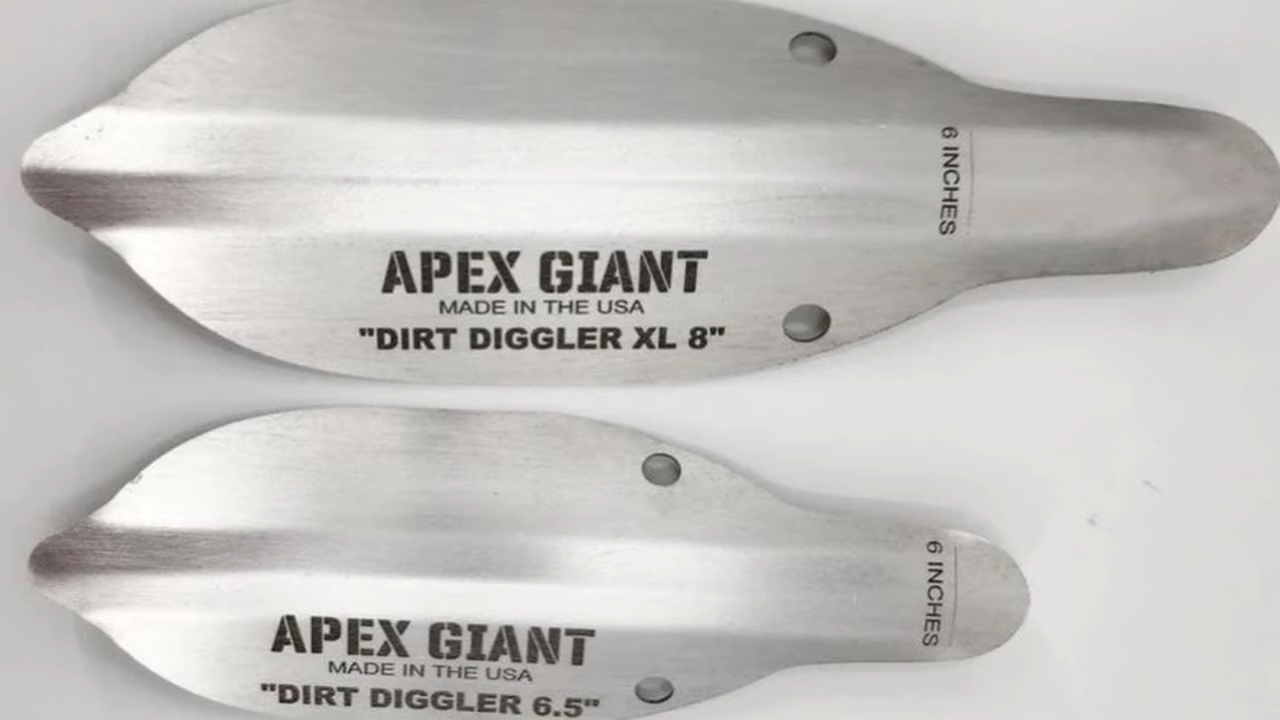 6 INCHES
APEX GIANT
MADE IN THE USA
"DIRT DIGGLER XL 8"
6 INCHES
APEX GIANT
MADE IN THE USA
"DIRT DIGGLER 6.5"